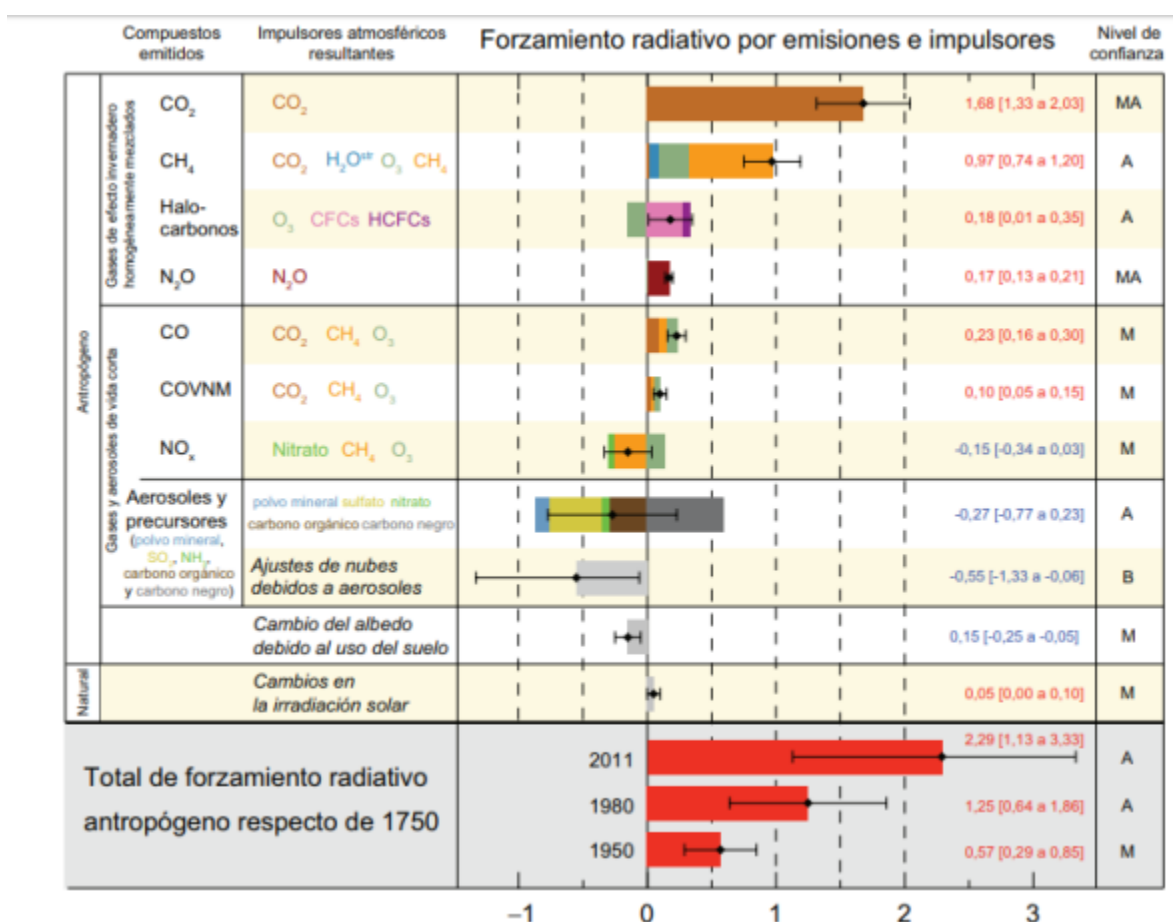 Compuestos emitidos
Impulsores atmosféricos resultantes
Forzamiento radiativo por emisiones e impulsores
Nivel de confianza
Antropógeno
Gases de efecto invernadero homogéneamente mezclados
CO₂
CO₂
1,68 [1,33 a 2,03]
MA
CH₄
CO₂ H₂Oˢᵗʳ O₃ CH₄
0,97 [0,74 a 1,20]
A
Halo-
carbonos
O₃ CFCs HCFCs
0,18 [0,01 a 0,35]
A
N₂O
N₂O
0,17 [0,13 a 0,21]
MA
Gases y aerosoles de vida corta
CO
CO₂ CH₄ O₃
0,23 [0,16 a 0,30]
M
COVNM
CO₂ CH₄ O₃
0,10 [0,05 a 0,15]
M
NOₓ
Nitrato CH₄ O₃
-0,15 [-0,34 a 0,03]
M
Aerosoles y
precursores
(polvo mineral,
SO₂, NH₃,
carbono orgánico
y carbono negro)
polvo mineral sulfato nitrato
carbono orgánico carbono negro
-0,27 [-0,77 a 0,23]
A
Ajustes de nubes
debidos a aerosoles
-0,55 [-1,33 a -0,06]
B
Cambio del albedo
debido al uso del suelo
0,15 [-0,25 a -0,05]
M
Natural
Cambios en
la irradiación solar
0,05 [0,00 a 0,10]
M
Total de forzamiento radiativo
antropógeno respecto de 1750
2011
2,29 [1,13 a 3,33]
A
1980
1,25 [0,64 a 1,86]
A
1950
0,57 [0,29 a 0,85]
M
−1 0 1 2 3